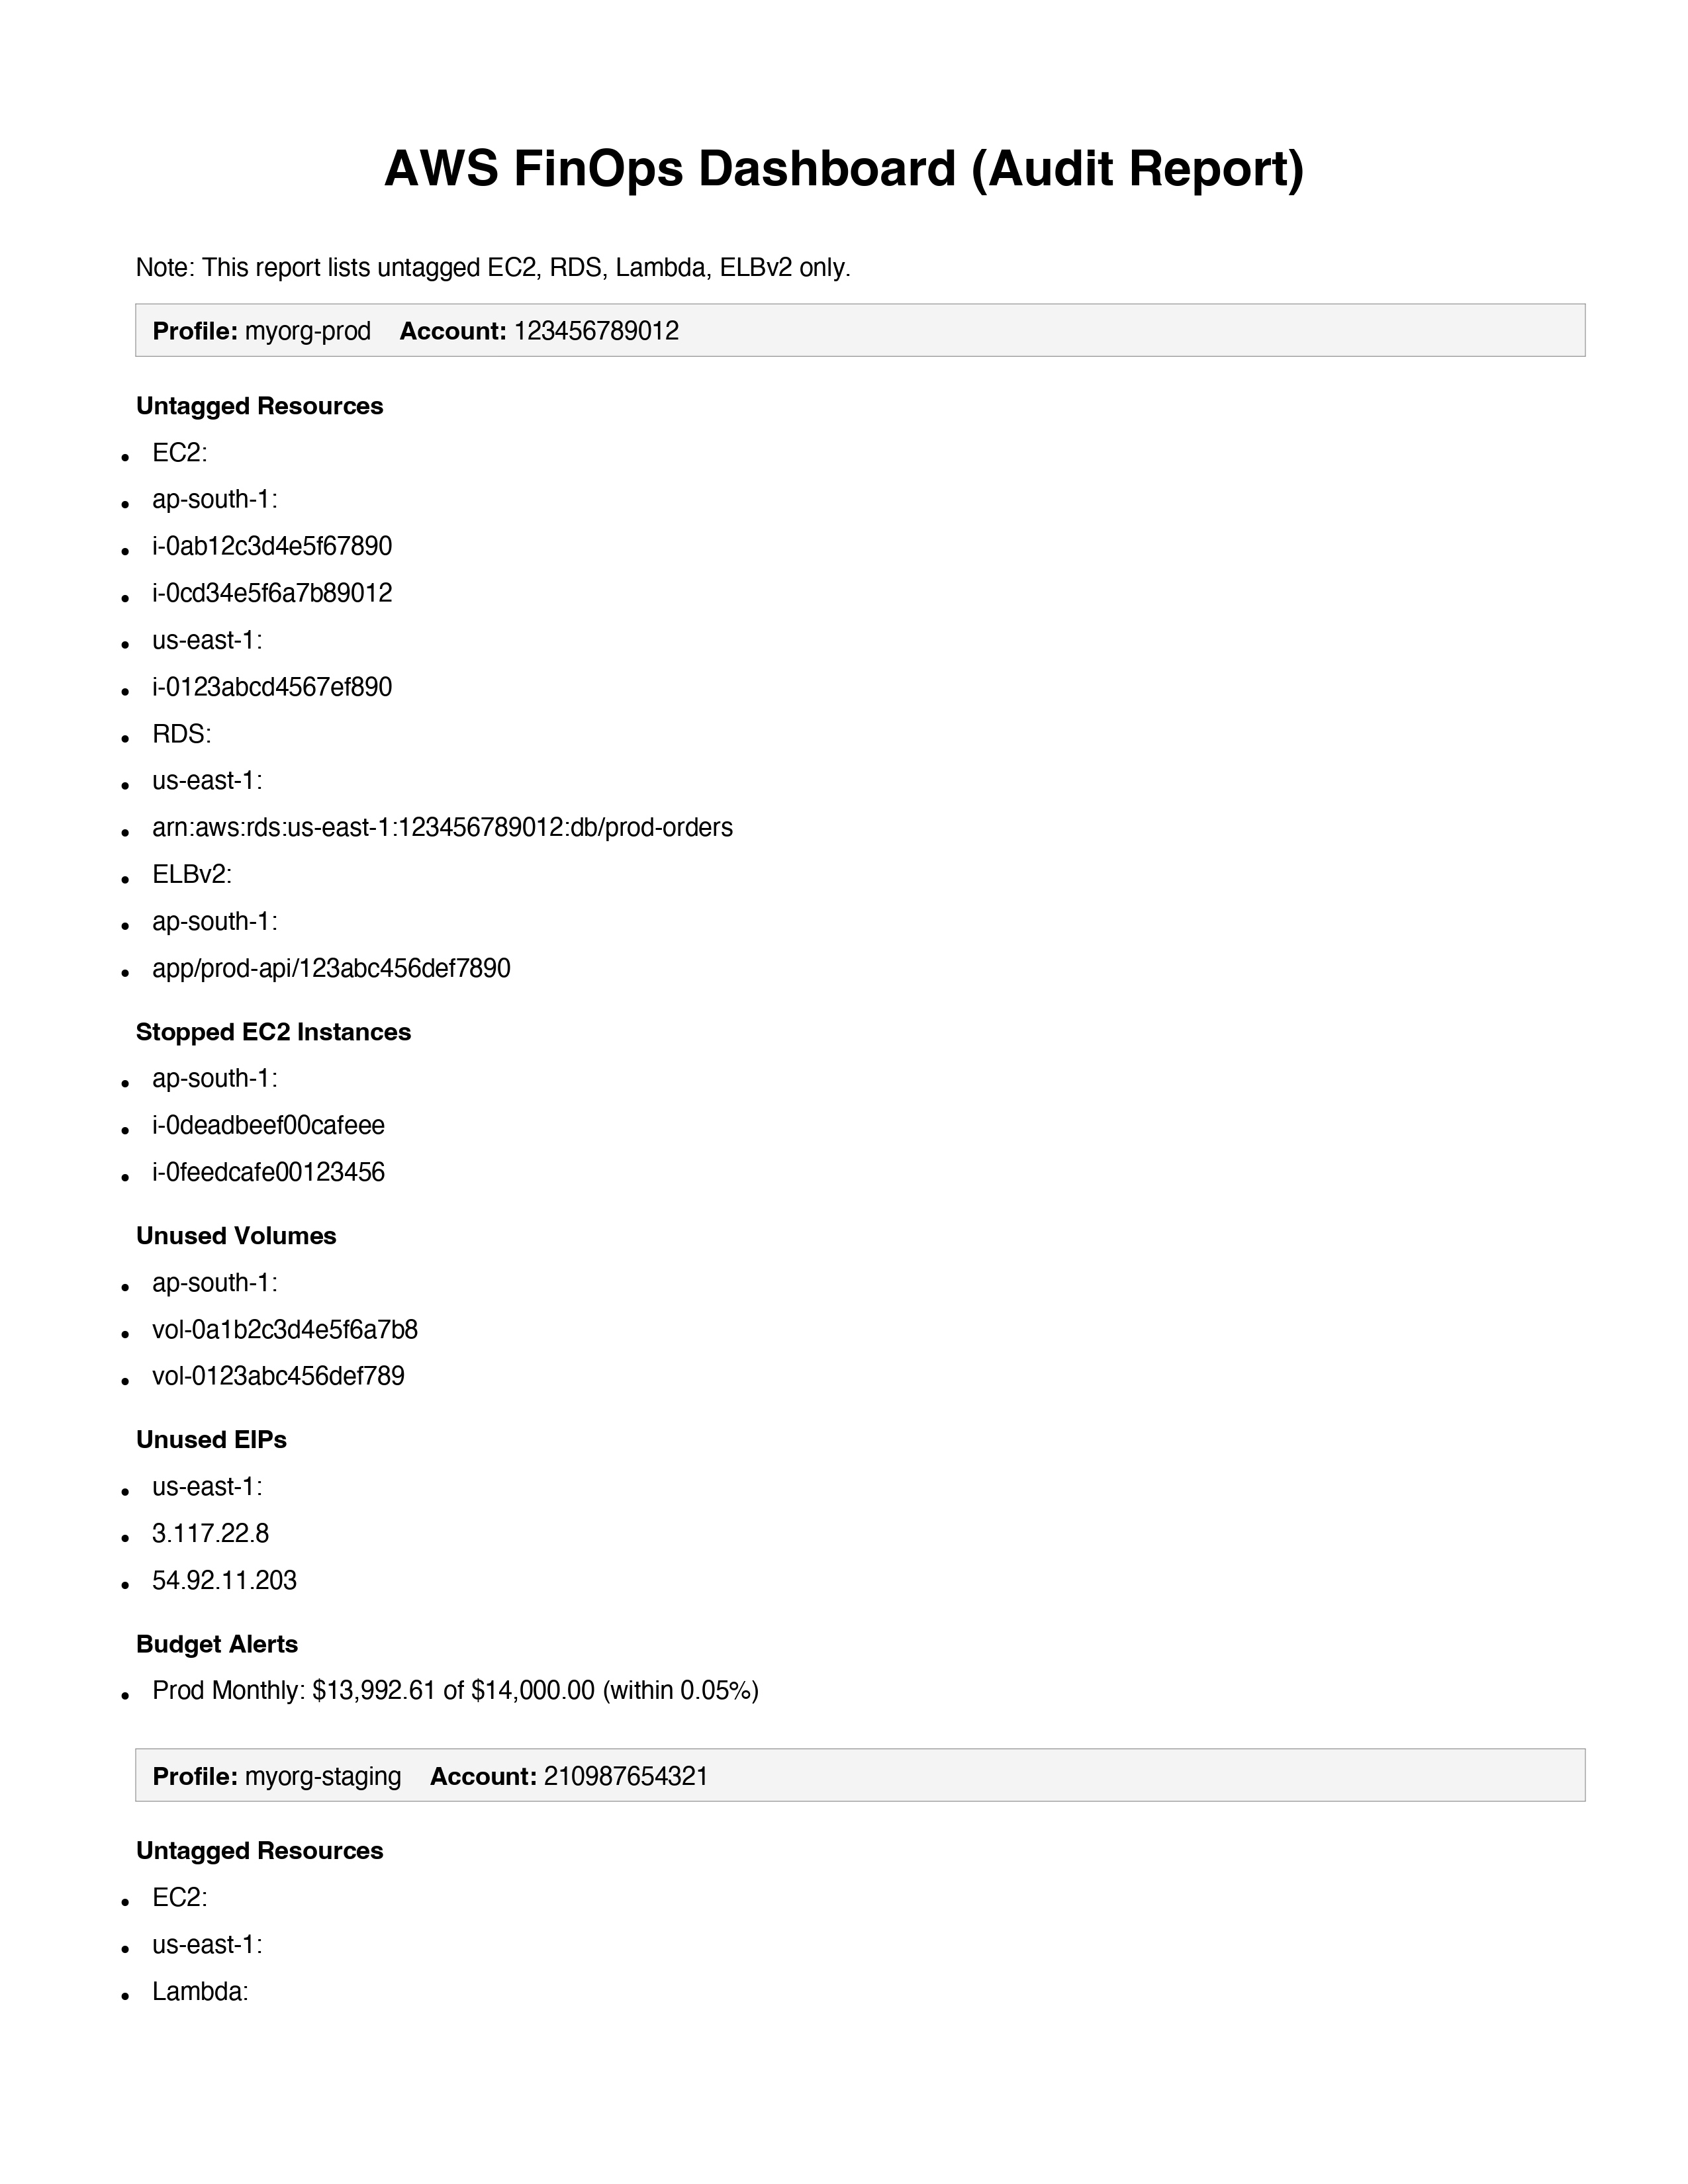 AWS FinOps Dashboard (Audit Report)
Note: This report lists untagged EC2, RDS, Lambda, ELBv2 only.
Profile: myorg-prod Account: 123456789012
Untagged Resources
• EC2:
• ap-south-1:
• i-0ab12c3d4e5f67890
• i-0cd34e5f6a7b89012
• us-east-1:
• i-0123abcd4567ef890
• RDS:
• us-east-1:
• arn:aws:rds:us-east-1:123456789012:db/prod-orders
• ELBv2:
• ap-south-1:
• app/prod-api/123abc456def7890
Stopped EC2 Instances
• ap-south-1:
• i-0deadbeef00cafeee
• i-0feedcafe00123456
Unused Volumes
• ap-south-1:
• vol-0a1b2c3d4e5f6a7b8
• vol-0123abc456def789
Unused EIPs
• us-east-1:
• 3.117.22.8
• 54.92.11.203
Budget Alerts
• Prod Monthly: $13,992.61 of $14,000.00 (within 0.05%)
Profile: myorg-staging Account: 210987654321
Untagged Resources
• EC2:
• us-east-1:
• Lambda: